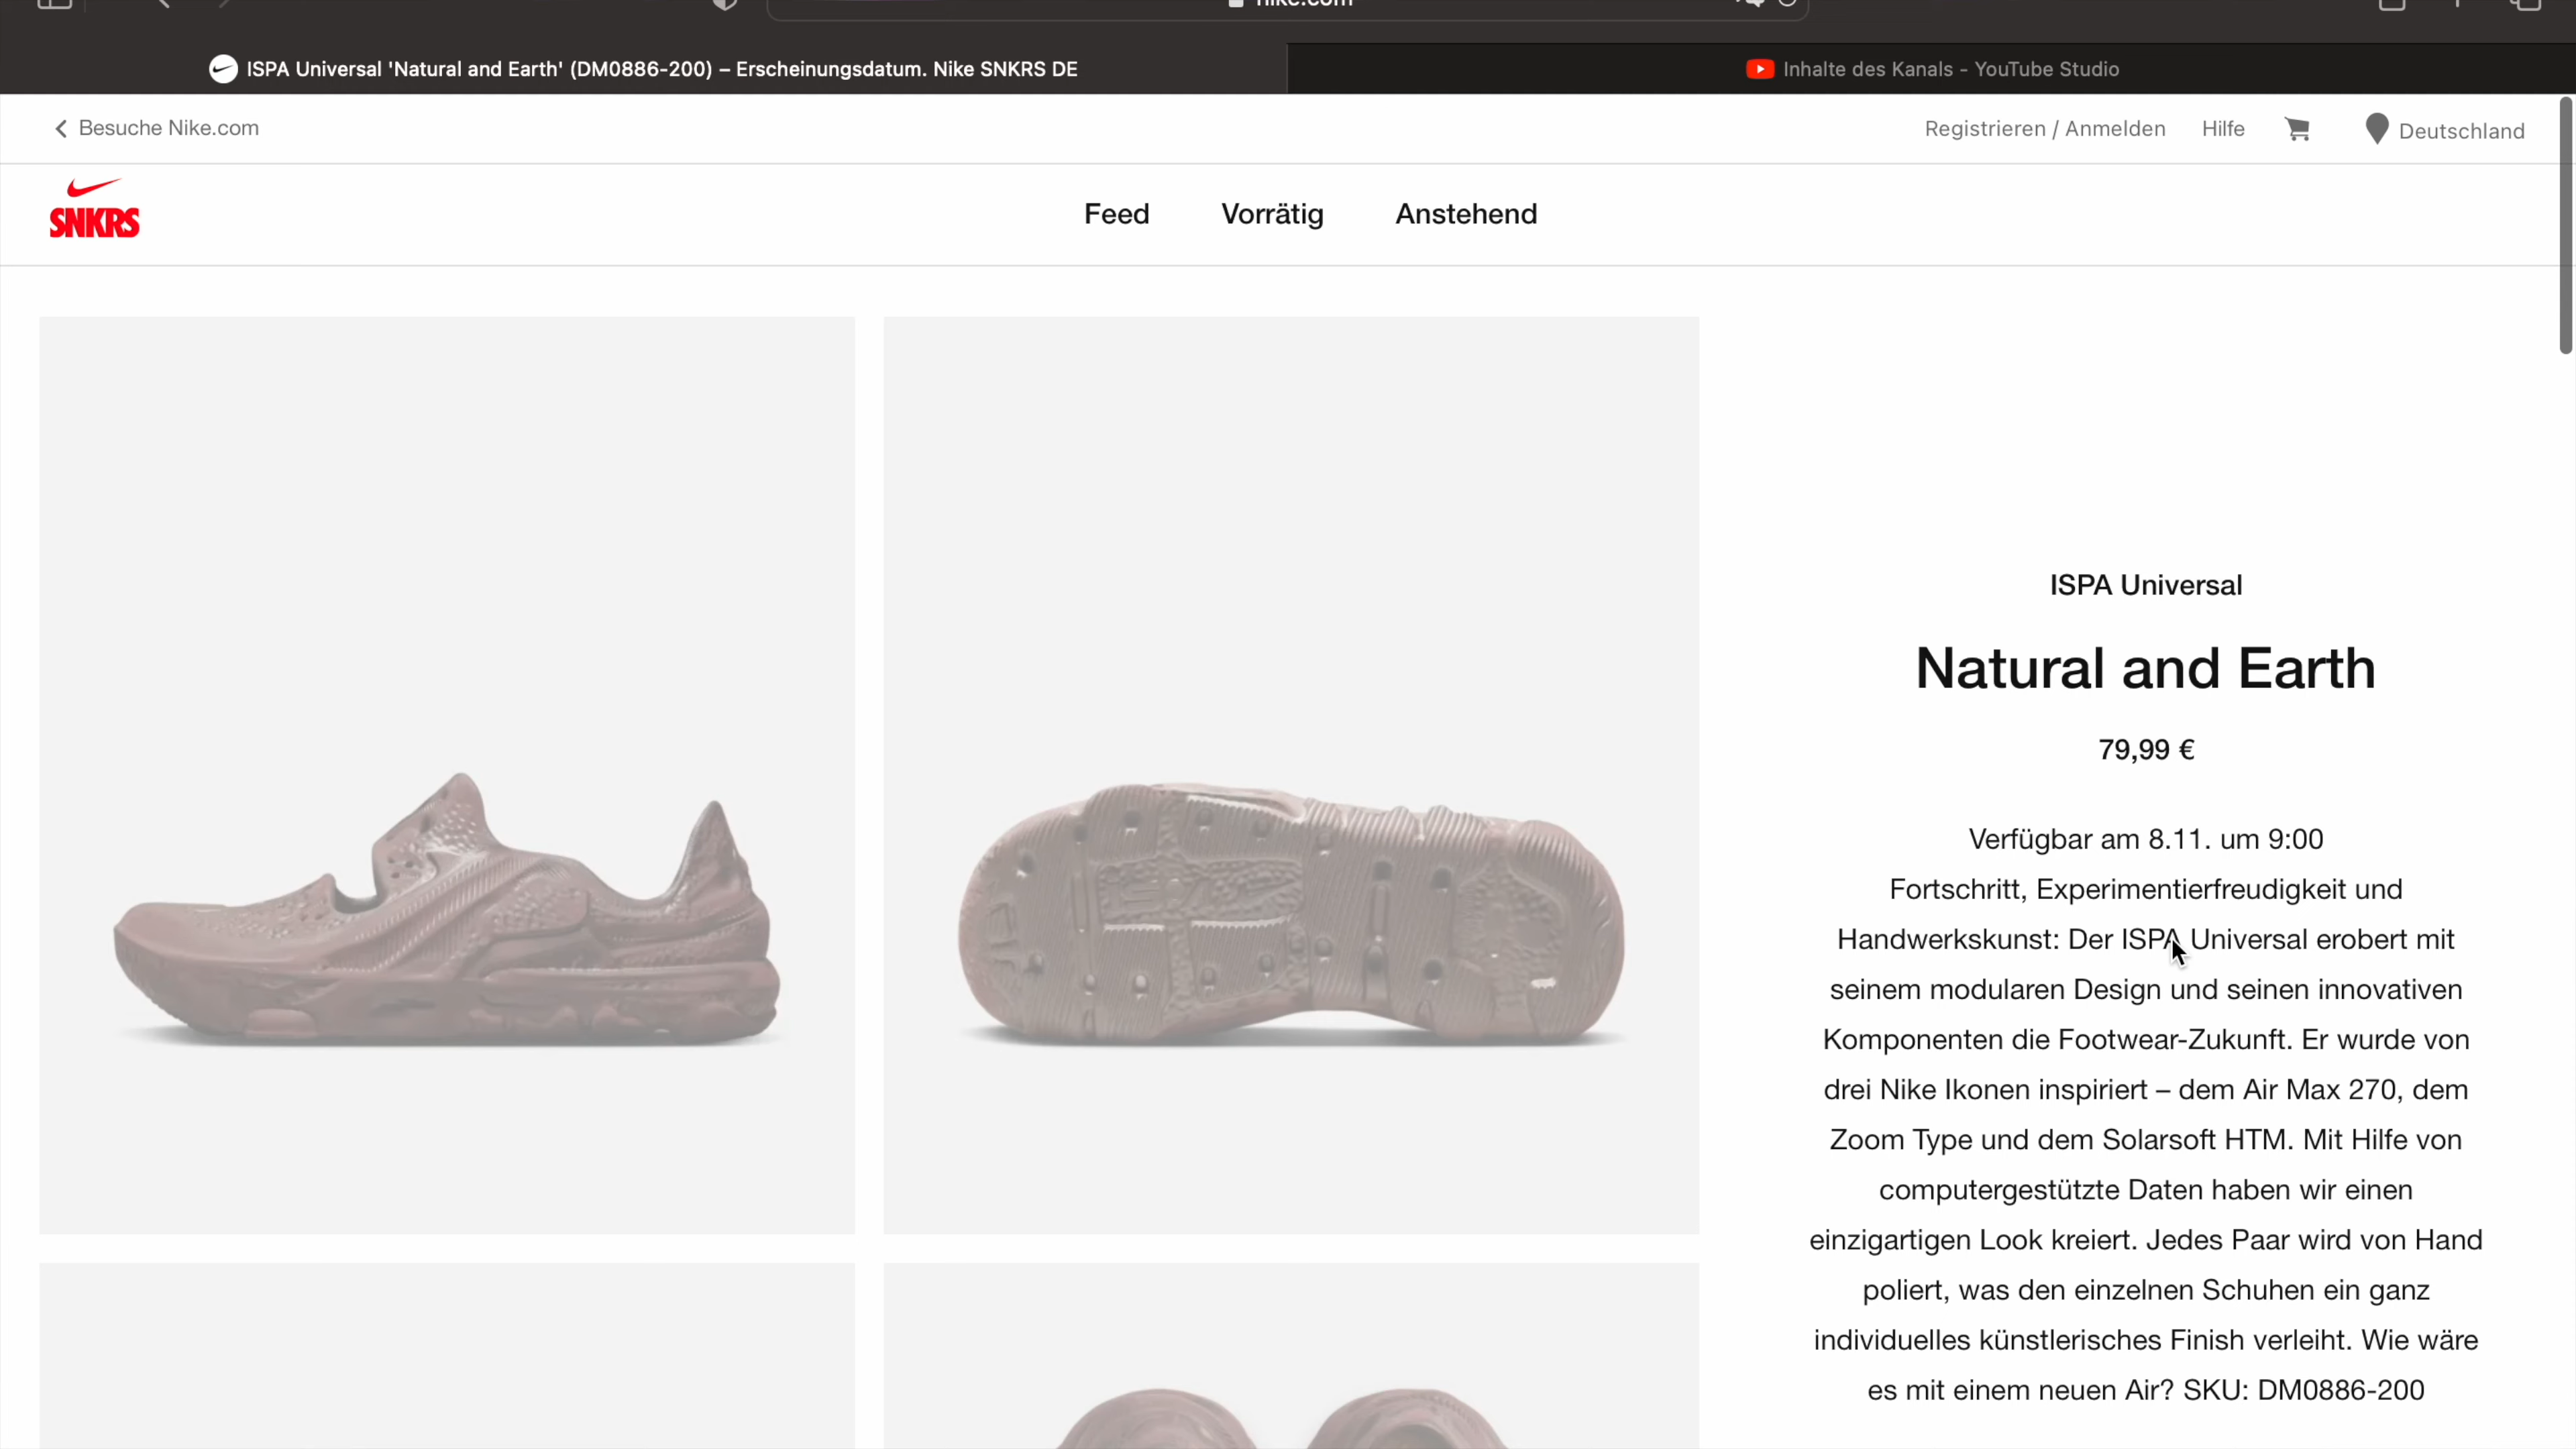 nike.com
ISPA Universal 'Natural and Earth' (DM0886-200) – Erscheinungsdatum. Nike SNKRS DE
Inhalte des Kanals - YouTube Studio
Besuche Nike.com
Registrieren / Anmelden
Hilfe
Deutschland
SNKRS
Feed
Vorrätig
Anstehend
ISPA Universal
Natural and Earth
79,99 €
Verfügbar am 8.11. um 9:00
Fortschritt, Experimentierfreudigkeit und
Handwerkskunst: Der ISPA Universal erobert mit
seinem modularen Design und seinen innovativen
Komponenten die Footwear-Zukunft. Er wurde von
drei Nike Ikonen inspiriert – dem Air Max 270, dem
Zoom Type und dem Solarsoft HTM. Mit Hilfe von
computergestützte Daten haben wir einen
einzigartigen Look kreiert. Jedes Paar wird von Hand
poliert, was den einzelnen Schuhen ein ganz
individuelles künstlerisches Finish verleiht. Wie wäre
es mit einem neuen Air? SKU: DM0886-200